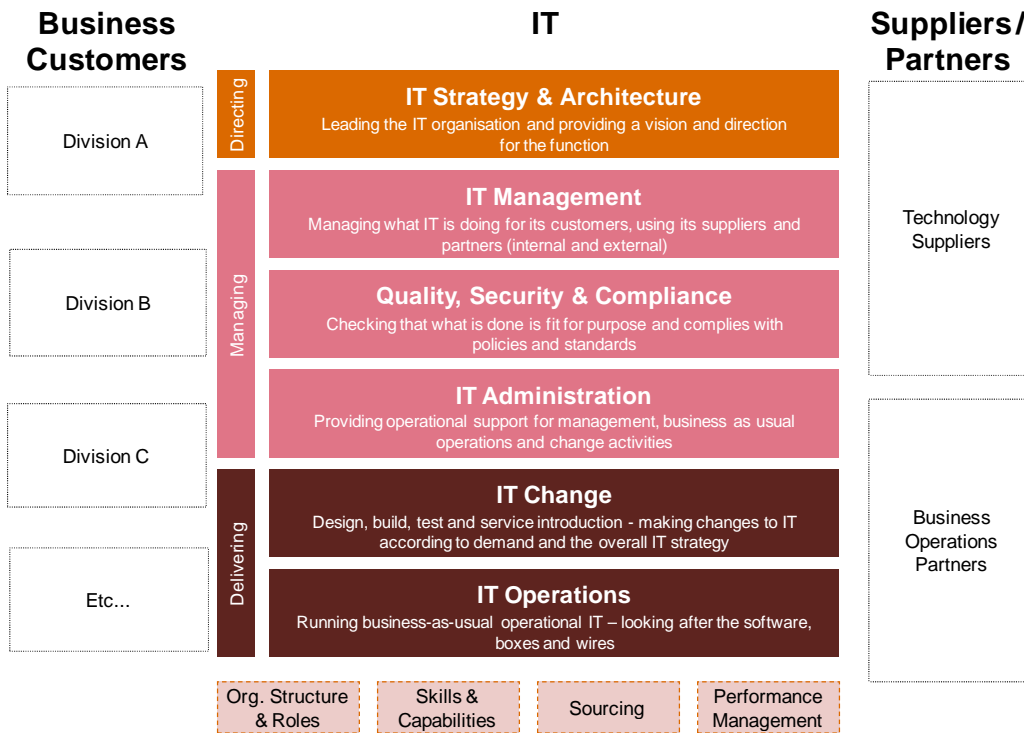 Business
Customers
IT
Suppliers/
Partners
Division A
Division B
Division C
Etc...
Directing
IT Strategy & Architecture
Leading the IT organisation and providing a vision and direction
for the function
Managing
IT Management
Managing what IT is doing for its customers, using its suppliers and
partners (internal and external)
Quality, Security & Compliance
Checking that what is done is fit for purpose and complies with
policies and standards
IT Administration
Providing operational support for management, business as usual
operations and change activities
Delivering
IT Change
Design, build, test and service introduction - making changes to IT
according to demand and the overall IT strategy
IT Operations
Running business-as-usual operational IT – looking after the software,
boxes and wires
Technology
Suppliers
Business
Operations
Partners
Org. Structure
& Roles
Skills &
Capabilities
Sourcing
Performance
Management